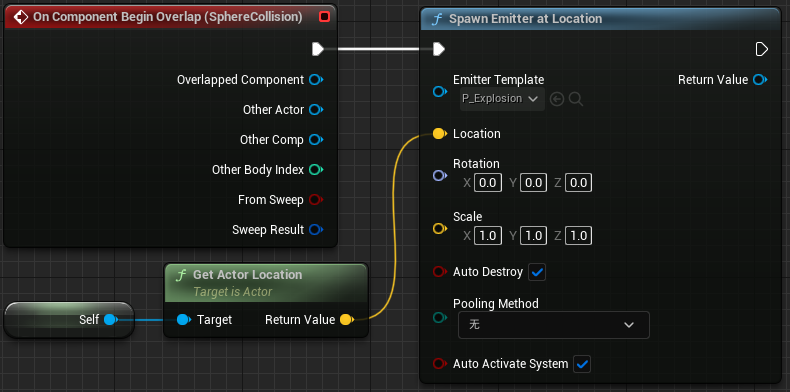 On Component Begin Overlap (SphereCollision)
Overlapped Component
Other Actor
Other Comp
Other Body Index
From Sweep
Sweep Result
Self
Get Actor Location
Target is Actor
Target
Return Value
Spawn Emitter at Location
Emitter Template
P_Explosion
Return Value
Location
Rotation
X 0.0 Y 0.0 Z 0.0
Scale
X 1.0 Y 1.0 Z 1.0
Auto Destroy
Pooling Method
无
Auto Activate System